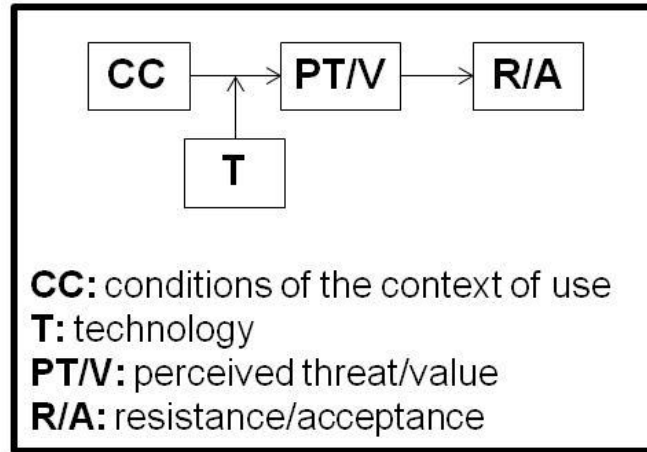 CC
PT/V
R/A
T
CC: conditions of the context of use
T: technology
PT/V: perceived threat/value
R/A: resistance/acceptance